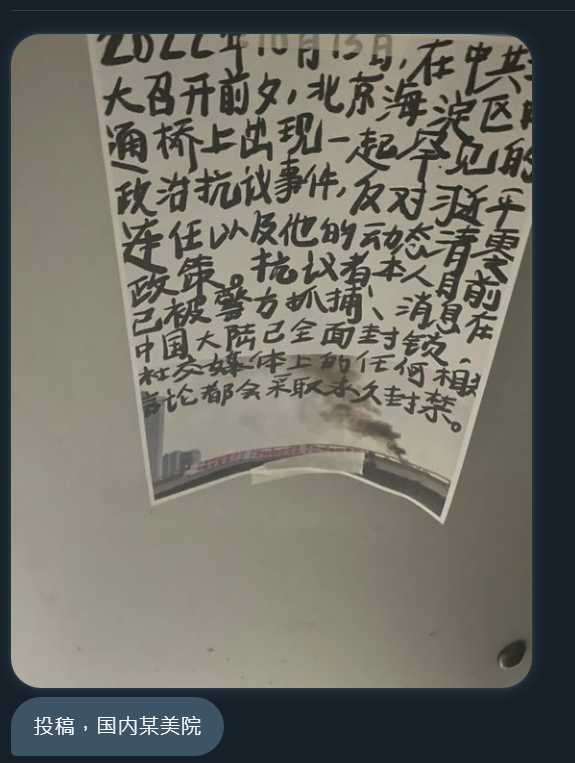 2022年10月13日,在中共
大召开前夕,北京海淀区
通桥上出现一起罕见的
政治抗议事件,反对习近平
连任以及他的动态清零
政策。抗议者本人目前
已被警方抓捕、消息在
中国大陆已全面封锁,
社交媒体上的任何相
言论都会采取永久封禁。
投稿，国内某美院